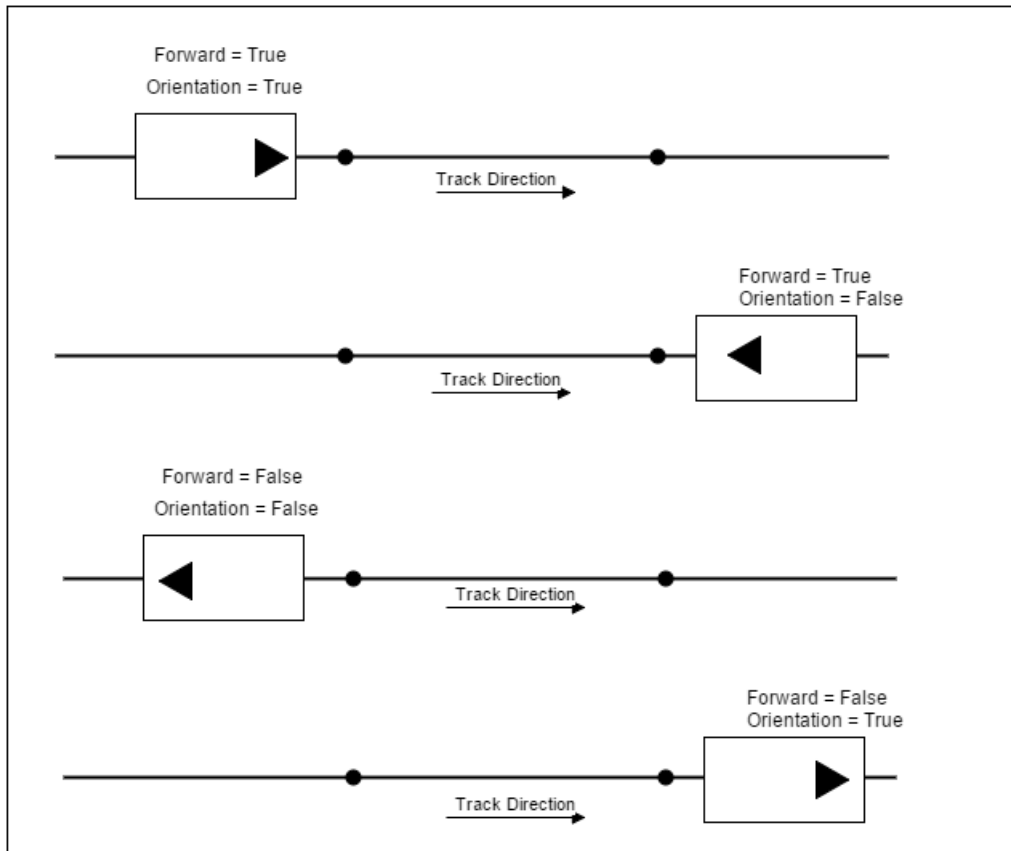 Forward = True
Orientation = True
Track Direction
Forward = True
Orientation = False
Track Direction
Forward = False
Orientation = False
Track Direction
Forward = False
Orientation = True
Track Direction